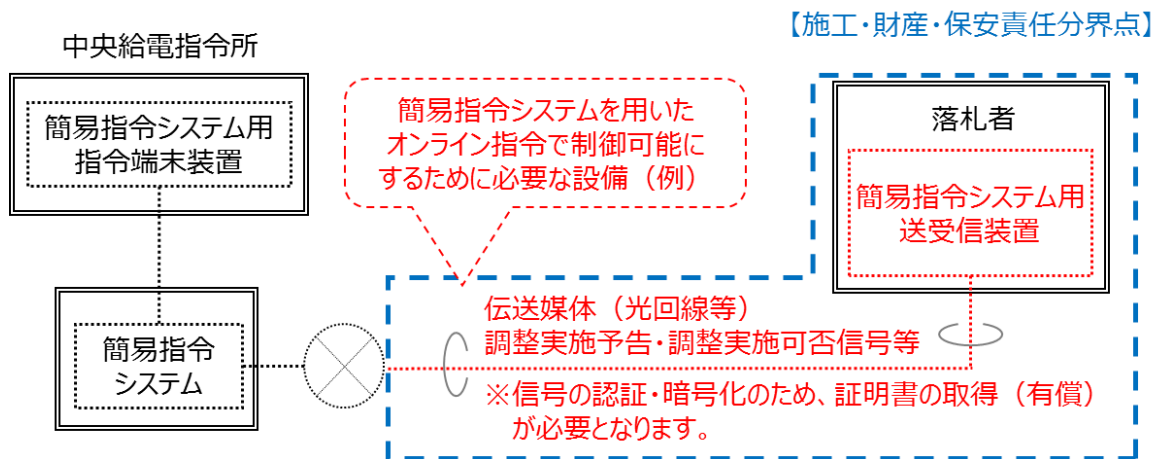 【施工・財産・保安責任分界点】
中央給電指令所
簡易指令システム用
指令端末装置
簡易指令システムを用いた
オンライン指令で制御可能に
するために必要な設備（例）
落札者
簡易指令システム用
送受信装置
簡易指令
システム
伝送媒体（光回線等）
調整実施予告・調整実施可否信号等
※信号の認証・暗号化のため、証明書の取得（有償）
が必要となります。